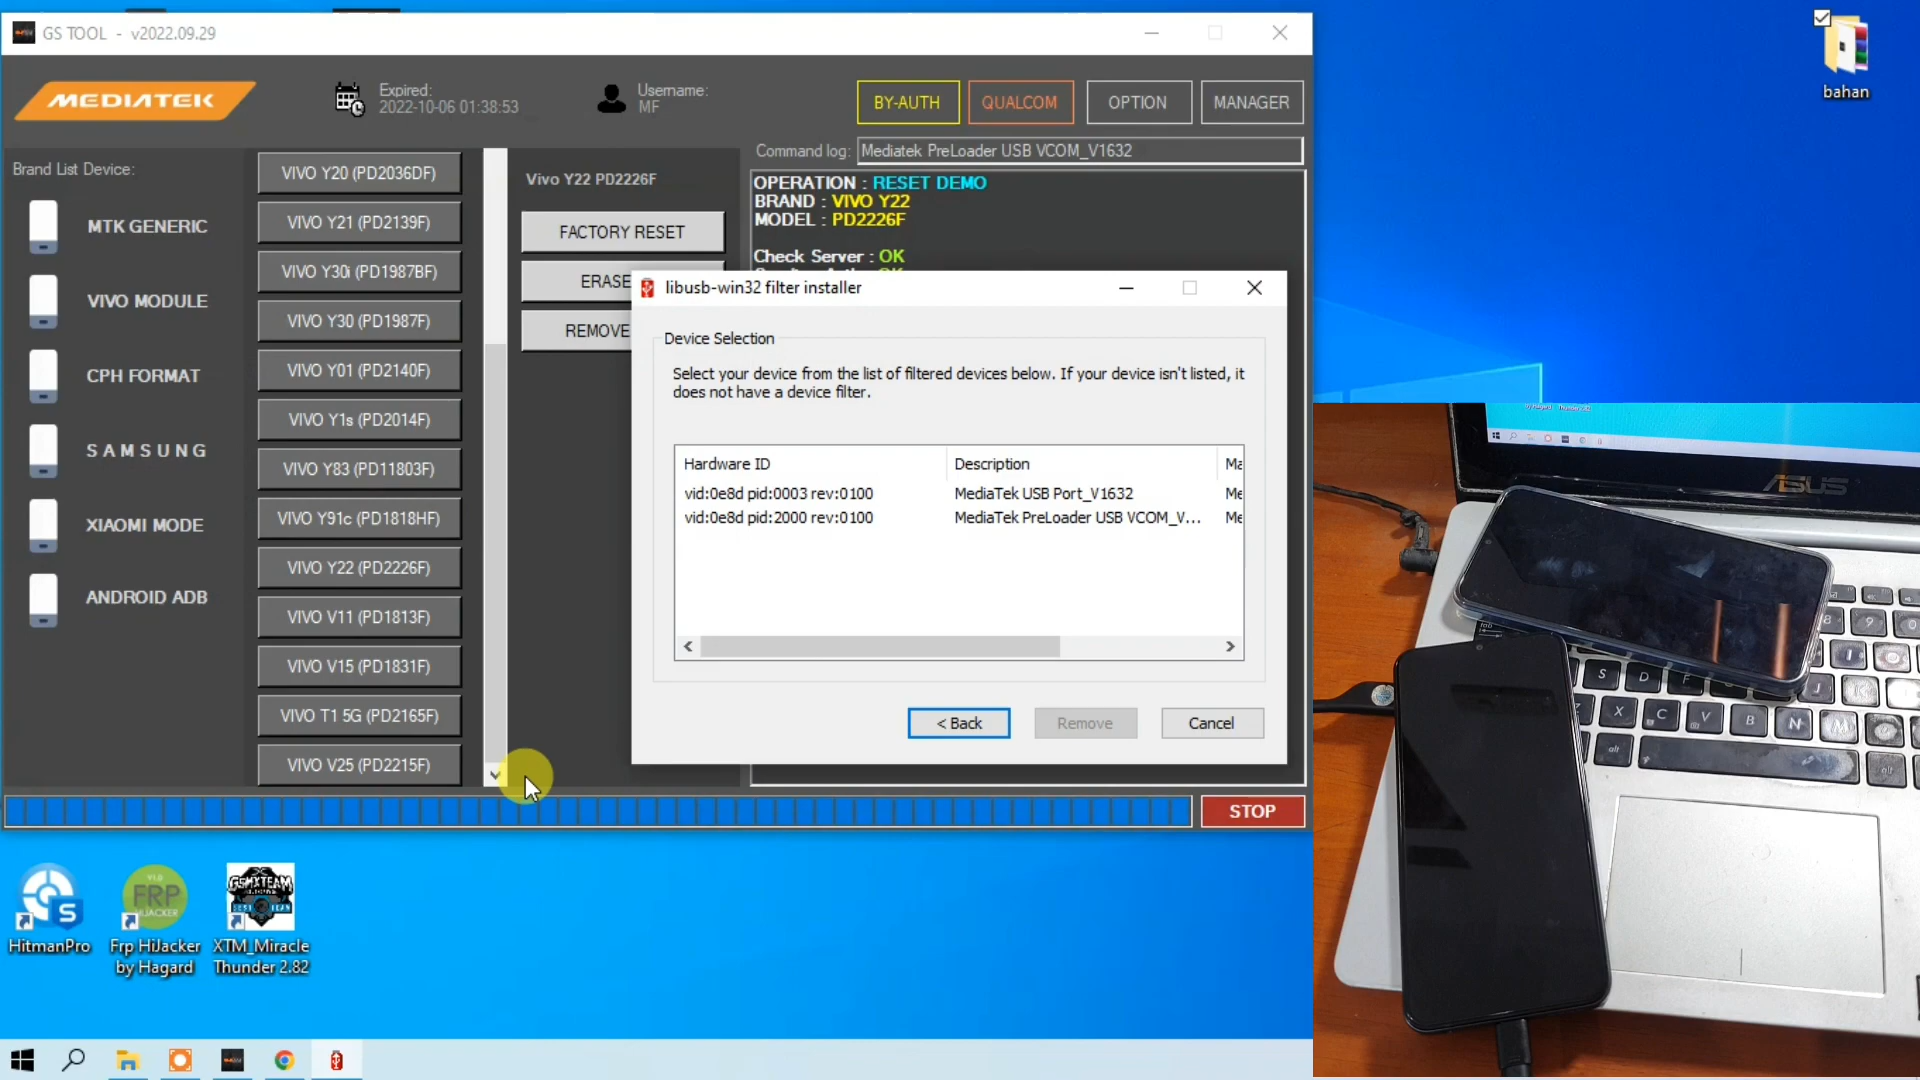 GS TOOL - v2022.09.29
MEDIATEK
Expired:
2022-10-06 01:38:53
Username:
MF
BY-AUTH
QUALCOM
OPTION
MANAGER
Command log:
Mediatek PreLoader USB VCOM_V1632
Brand List Device:
MTK GENERIC
VIVO MODULE
CPH FORMAT
SAMSUNG
XIAOMI MODE
ANDROID ADB
VIVO Y20 (PD2036DF)
VIVO Y21 (PD2139F)
VIVO Y30i (PD1987BF)
VIVO Y30 (PD1987F)
VIVO Y01 (PD2140F)
VIVO Y1s (PD2014F)
VIVO Y83 (PD11803F)
VIVO Y91c (PD1818HF)
VIVO Y22 (PD2226F)
VIVO V11 (PD1813F)
VIVO V15 (PD1831F)
VIVO T1 5G (PD2165F)
VIVO V25 (PD2215F)
Vivo Y22 PD2226F
FACTORY RESET
ERASE
REMOVE
OPERATION : RESET DEMO
BRAND : VIVO Y22
MODEL : PD2226F
Check Server : OK
libusb-win32 filter installer
Device Selection
Select your device from the list of filtered devices below. If your device isn't listed, it
does not have a device filter.
Hardware ID
Description
Ma
vid:0e8d pid:0003 rev:0100
MediaTek USB Port_V1632
Me
vid:0e8d pid:2000 rev:0100
MediaTek PreLoader USB VCOM_V...
Me
< Back
Remove
Cancel
STOP
bahan
HitmanPro
V1.0
FRP
HIJACKER
Frp HiJacker
by Hagard
GSMXTEAM
XTM_Miracle
Thunder 2.82
ASUS